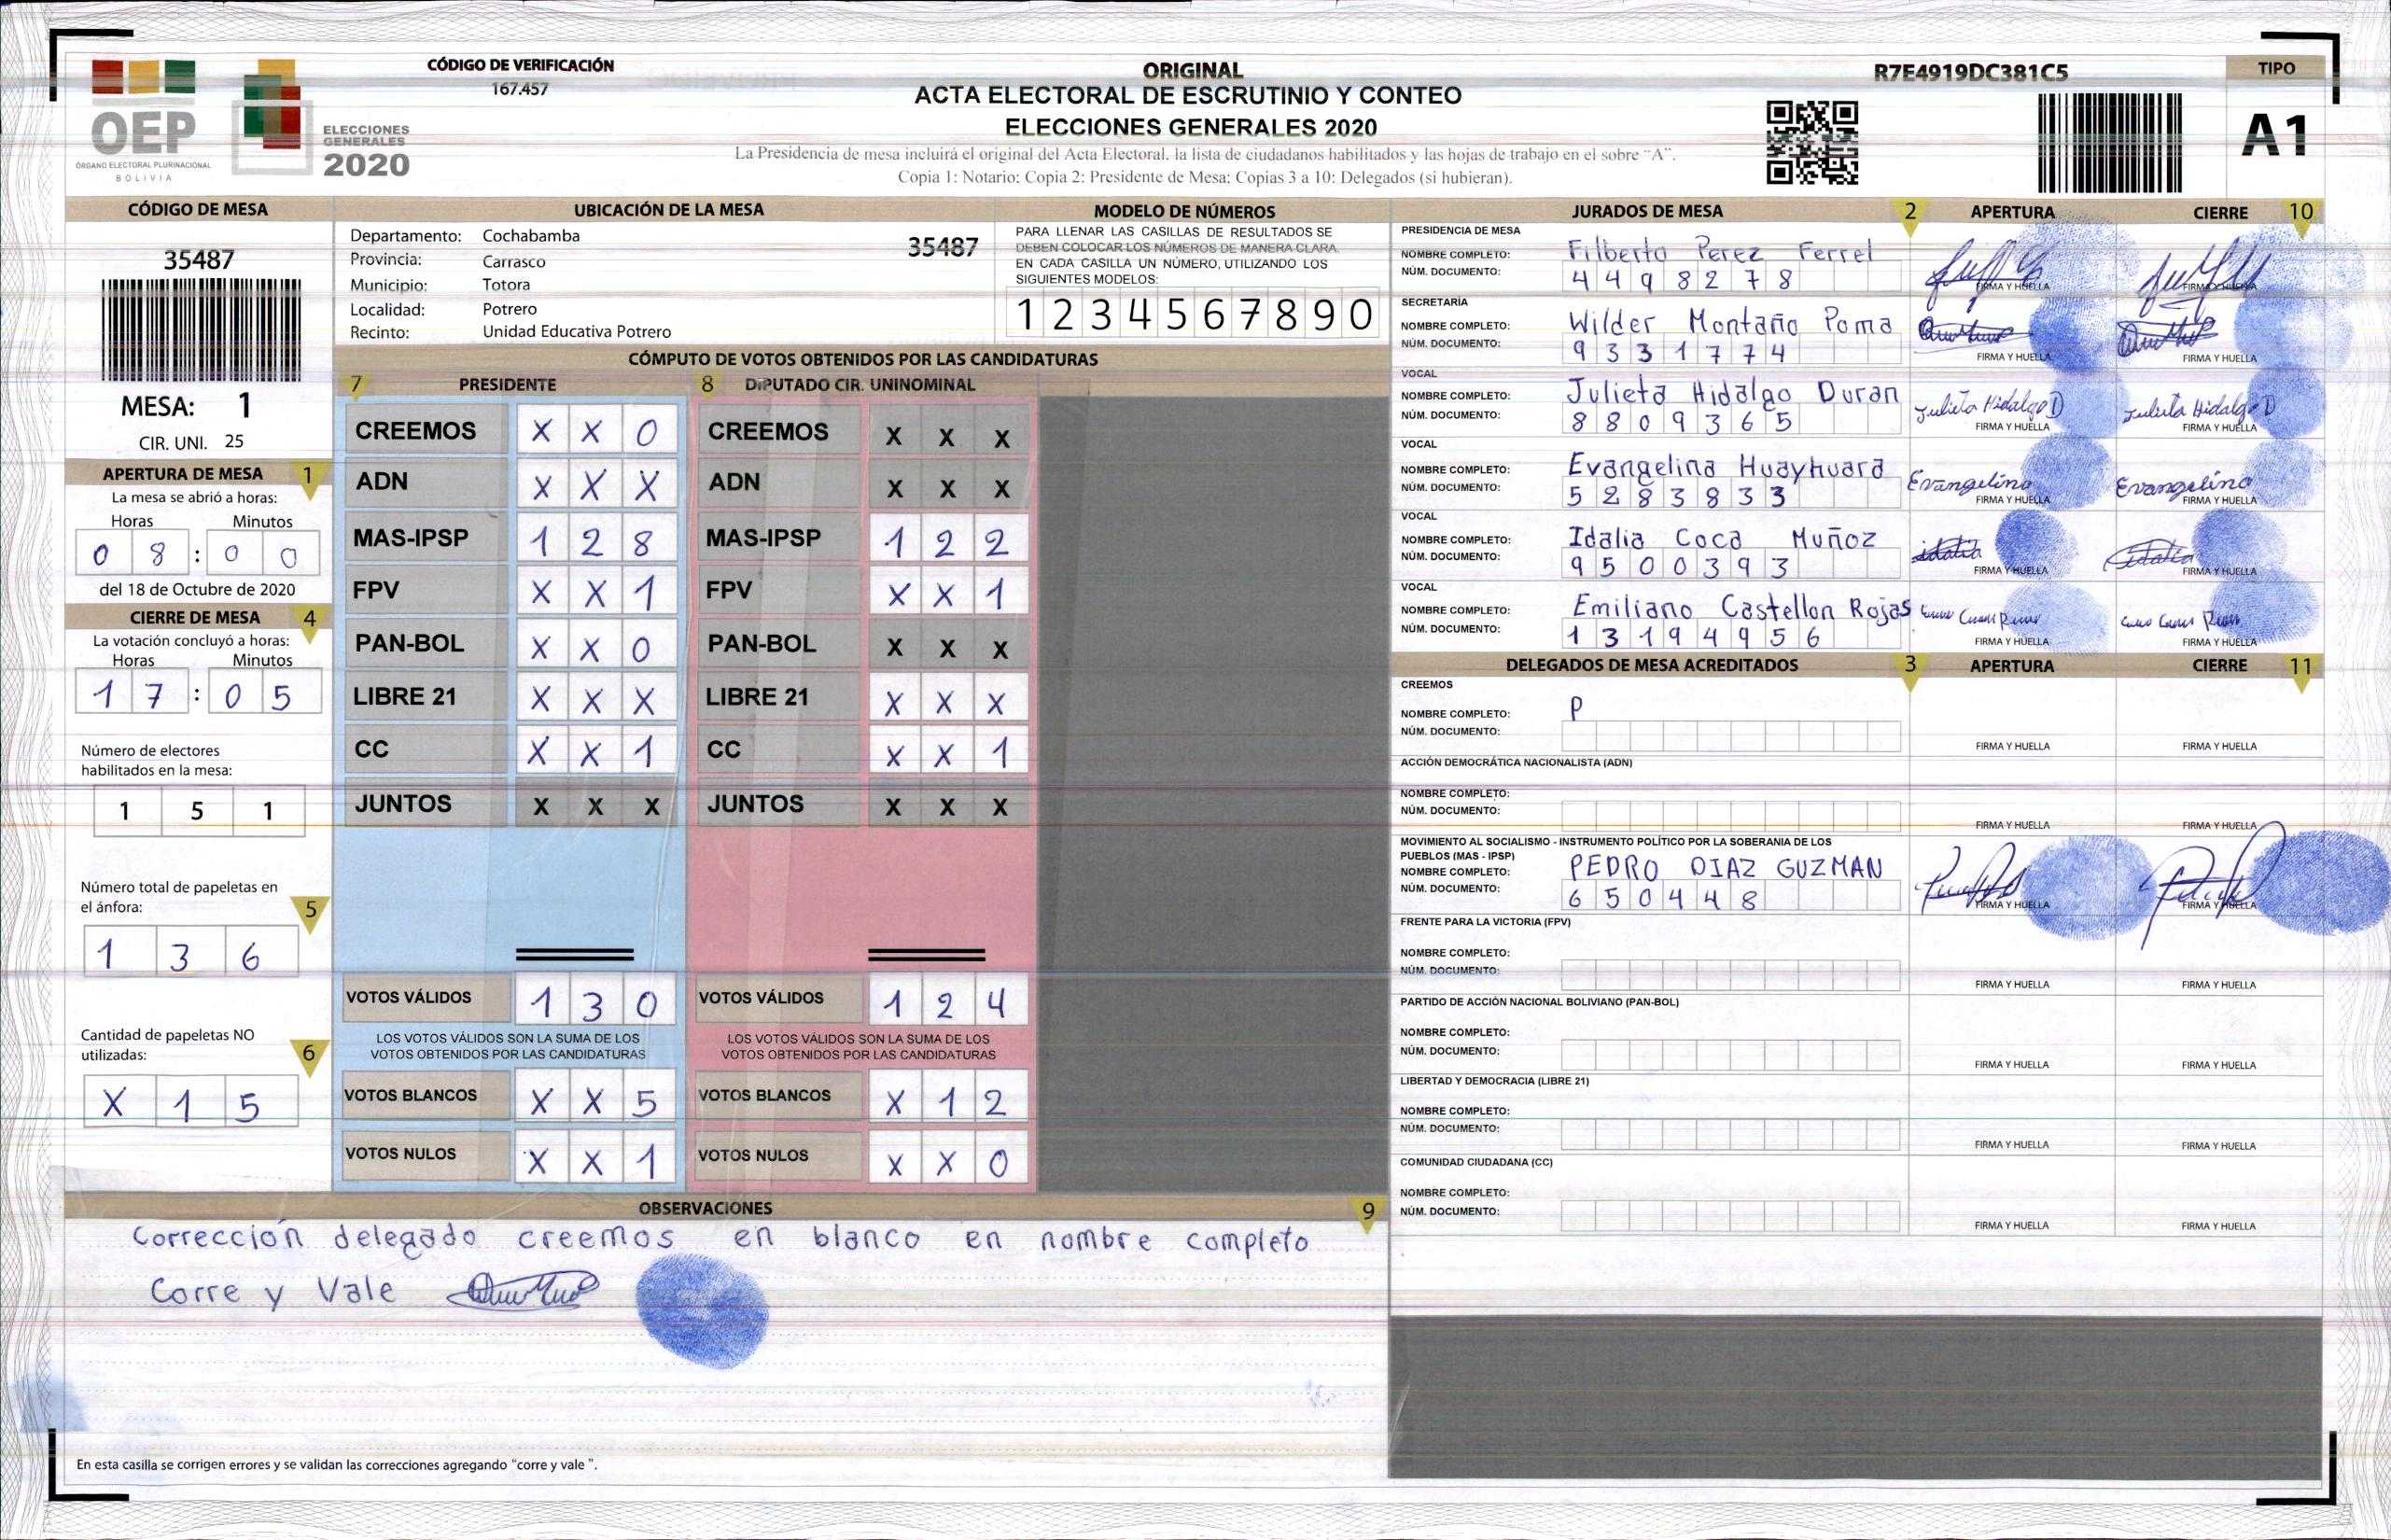 OEP
ÓRGANO ELECTORAL PLURINACIONAL
BOLIVIA
ELECCIONES
GENERALES
2020
CÓDIGO DE VERIFICACIÓN
167.457
ORIGINAL
ACTA ELECTORAL DE ESCRUTINIO Y CONTEO
ELECCIONES GENERALES 2020
La Presidencia de mesa incluirá el original del Acta Electoral, la lista de ciudadanos habilitados y las hojas de trabajo en el sobre "A".
Copia 1: Notario; Copia 2: Presidente de Mesa; Copias 3 a 10: Delegados (si hubieran).
R7E4919DC381C5
TIPO
A1
CÓDIGO DE MESA
35487
MESA: 1
CIR. UNI. 25
APERTURA DE MESA 1
La mesa se abrió a horas:
Horas Minutos
0 8 : 0 0
del 18 de Octubre de 2020
CIERRE DE MESA 4
La votación concluyó a horas:
Horas Minutos
1 7 : 0 5
Número de electores
habilitados en la mesa:
1 5 1
Número total de papeletas en
el ánfora: 5
1 3 6
Cantidad de papeletas NO
utilizadas: 6
X 1 5
UBICACIÓN DE LA MESA
Departamento: Cochabamba
35487
Provincia: Carrasco
Municipio: Totora
Localidad: Potrero
Recinto: Unidad Educativa Potrero
MODELO DE NÚMEROS
PARA LLENAR LAS CASILLAS DE RESULTADOS SE
DEBEN COLOCAR LOS NÚMEROS DE MANERA CLARA.
EN CADA CASILLA UN NÚMERO, UTILIZANDO LOS
SIGUIENTES MODELOS:
1 2 3 4 5 6 7 8 9 0
CÓMPUTO DE VOTOS OBTENIDOS POR LAS CANDIDATURAS
7 PRESIDENTE 8 DIPUTADO CIR. UNINOMINAL
CREEMOS X X 0 CREEMOS X X X
ADN X X X ADN X X X
MAS-IPSP 1 2 8 MAS-IPSP 1 2 2
FPV X X 1 FPV X X 1
PAN-BOL X X 0 PAN-BOL X X X
LIBRE 21 X X X LIBRE 21 X X X
CC X X 1 CC X X 1
JUNTOS X X X JUNTOS X X X
VOTOS VÁLIDOS 1 3 0 VOTOS VÁLIDOS 1 2 4
LOS VOTOS VÁLIDOS SON LA SUMA DE LOS LOS VOTOS VÁLIDOS SON LA SUMA DE LOS
VOTOS OBTENIDOS POR LAS CANDIDATURAS VOTOS OBTENIDOS POR LAS CANDIDATURAS
VOTOS BLANCOS X X 5 VOTOS BLANCOS X 1 2
VOTOS NULOS X X 1 VOTOS NULOS X X 0
OBSERVACIONES 9
Corrección delegado creemos en blanco en nombre completo
Corre y Vale
En esta casilla se corrigen errores y se validan las correcciones agregando "corre y vale ".
JURADOS DE MESA 2 APERTURA CIERRE 10
PRESIDENCIA DE MESA
NOMBRE COMPLETO: Filberto Perez Ferrel
NÚM. DOCUMENTO: 4 4 9 8 2 7 8
FIRMA Y HUELLA FIRMA Y HUELLA
SECRETARÍA
NOMBRE COMPLETO: Wilder Montaño Poma
NÚM. DOCUMENTO: 9 3 3 1 7 7 4
FIRMA Y HUELLA FIRMA Y HUELLA
VOCAL
NOMBRE COMPLETO: Julieta Hidalgo Duran Julieta Hidalgo D Julieta Hidalgo D
NÚM. DOCUMENTO: 8 8 0 9 3 6 5
FIRMA Y HUELLA FIRMA Y HUELLA
VOCAL
NOMBRE COMPLETO: Evangelina Huayhuara Evangelina Evangelina
NÚM. DOCUMENTO: 5 2 8 3 8 3 3
FIRMA Y HUELLA FIRMA Y HUELLA
VOCAL
NOMBRE COMPLETO: Idalia Coca Muñoz idalia idalia
NÚM. DOCUMENTO: 9 5 0 0 3 9 3
FIRMA Y HUELLA FIRMA Y HUELLA
VOCAL
NOMBRE COMPLETO: Emiliano Castellon Rojas
NÚM. DOCUMENTO: 1 3 1 9 4 9 5 6
FIRMA Y HUELLA FIRMA Y HUELLA
DELEGADOS DE MESA ACREDITADOS 3 APERTURA CIERRE 11
CREEMOS
NOMBRE COMPLETO: P
NÚM. DOCUMENTO:
FIRMA Y HUELLA FIRMA Y HUELLA
ACCIÓN DEMOCRÁTICA NACIONALISTA (ADN)
NOMBRE COMPLETO:
NÚM. DOCUMENTO:
FIRMA Y HUELLA FIRMA Y HUELLA
MOVIMIENTO AL SOCIALISMO - INSTRUMENTO POLÍTICO POR LA SOBERANIA DE LOS
PUEBLOS (MAS - IPSP)
NOMBRE COMPLETO: PEDRO DIAZ GUZMAN
NÚM. DOCUMENTO: 6 5 0 4 4 8
FIRMA Y HUELLA FIRMA Y HUELLA
FRENTE PARA LA VICTORIA (FPV)
NOMBRE COMPLETO:
NÚM. DOCUMENTO:
FIRMA Y HUELLA FIRMA Y HUELLA
PARTIDO DE ACCIÓN NACIONAL BOLIVIANO (PAN-BOL)
NOMBRE COMPLETO:
NÚM. DOCUMENTO:
FIRMA Y HUELLA FIRMA Y HUELLA
LIBERTAD Y DEMOCRACIA (LIBRE 21)
NOMBRE COMPLETO:
NÚM. DOCUMENTO:
FIRMA Y HUELLA FIRMA Y HUELLA
COMUNIDAD CIUDADANA (CC)
NOMBRE COMPLETO:
NÚM. DOCUMENTO:
FIRMA Y HUELLA FIRMA Y HUELLA